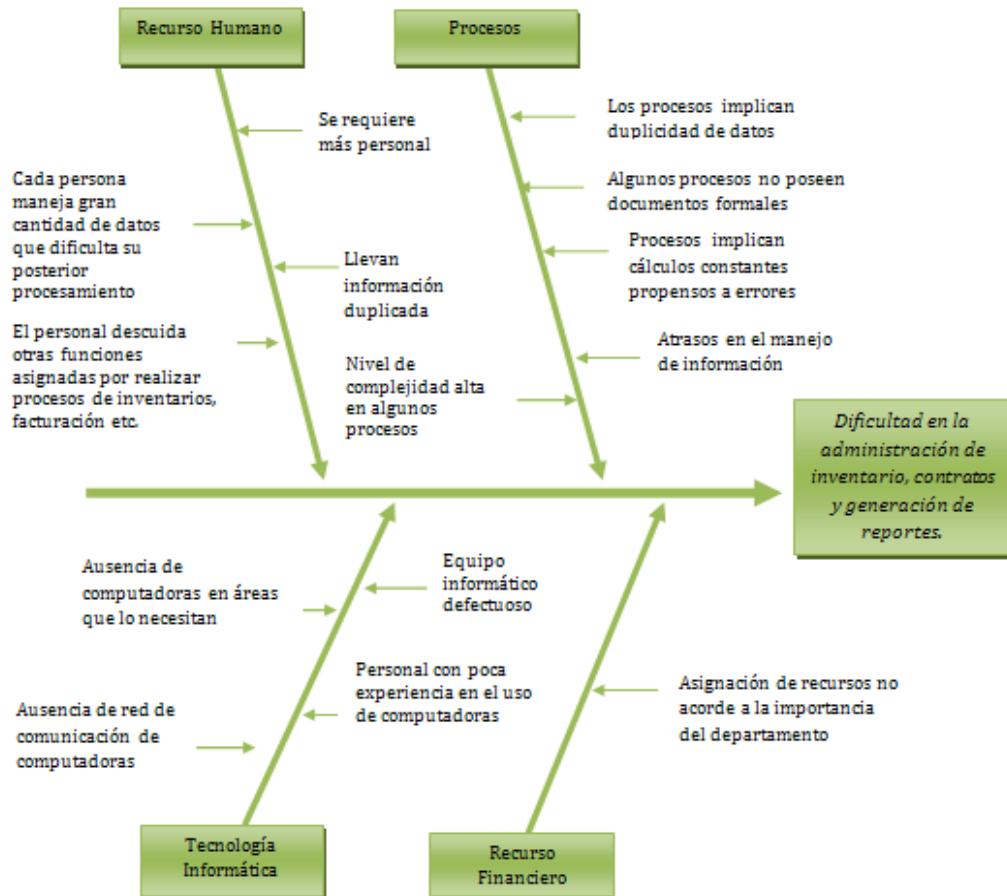 Recurso Humano
Procesos
Se requiere
más personal
Cada persona
maneja gran
cantidad de datos
que dificulta su
posterior
procesamiento
Llevan
información
duplicada
El personal descuida
otras funciones
asignadas por realizar
procesos de inventarios,
facturación etc.
Los procesos implican
duplicidad de datos
Algunos procesos no poseen
documentos formales
Procesos implican
cálculos constantes
propensos a errores
Atrasos en el manejo
de información
Nivel de
complejidad alta
en algunos
procesos
Dificultad en la
administración de
inventario, contratos
y generación de
reportes.
Ausencia de
computadoras en áreas
que lo necesitan
Equipo
informático
defectuoso
Personal con poca
experiencia en el uso
de computadoras
Ausencia de red de
comunicación de
computadoras
Asignación de recursos no
acorde a la importancia
del departamento
Tecnología
Informática
Recurso
Financiero